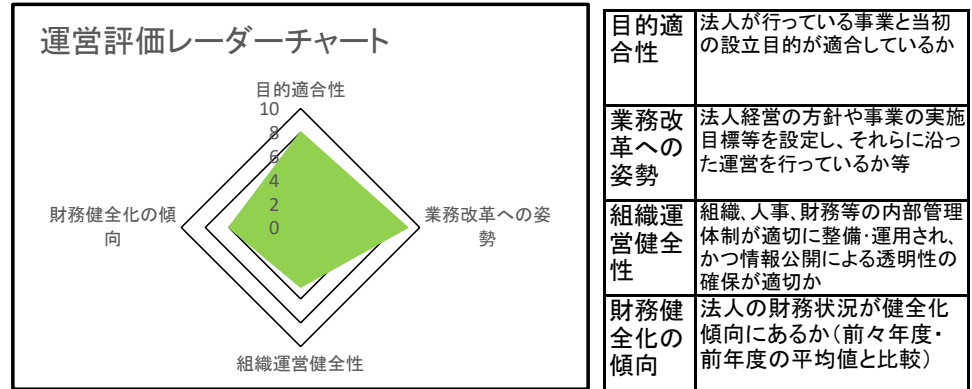 運営評価レーダーチャート
目的適合性
10
8
6
4
2
0
業務改革への姿
勢
組織運営健全性
財務健全化の傾
向
目的適
合性
法人が行っている事業と当初
の設立目的が適合しているか
業務改
革への
姿勢
法人経営の方針や事業の実施
目標等を設定し、それらに沿っ
た運営を行っているか等
組織運
営健全
性
組織、人事、財務等の内部管理
体制が適切に整備・運用され、
かつ情報公開による透明性の
確保が適切か
財務健
全化の
傾向
法人の財務状況が健全化
傾向にあるか（前々年度・
前年度の平均値と比較）